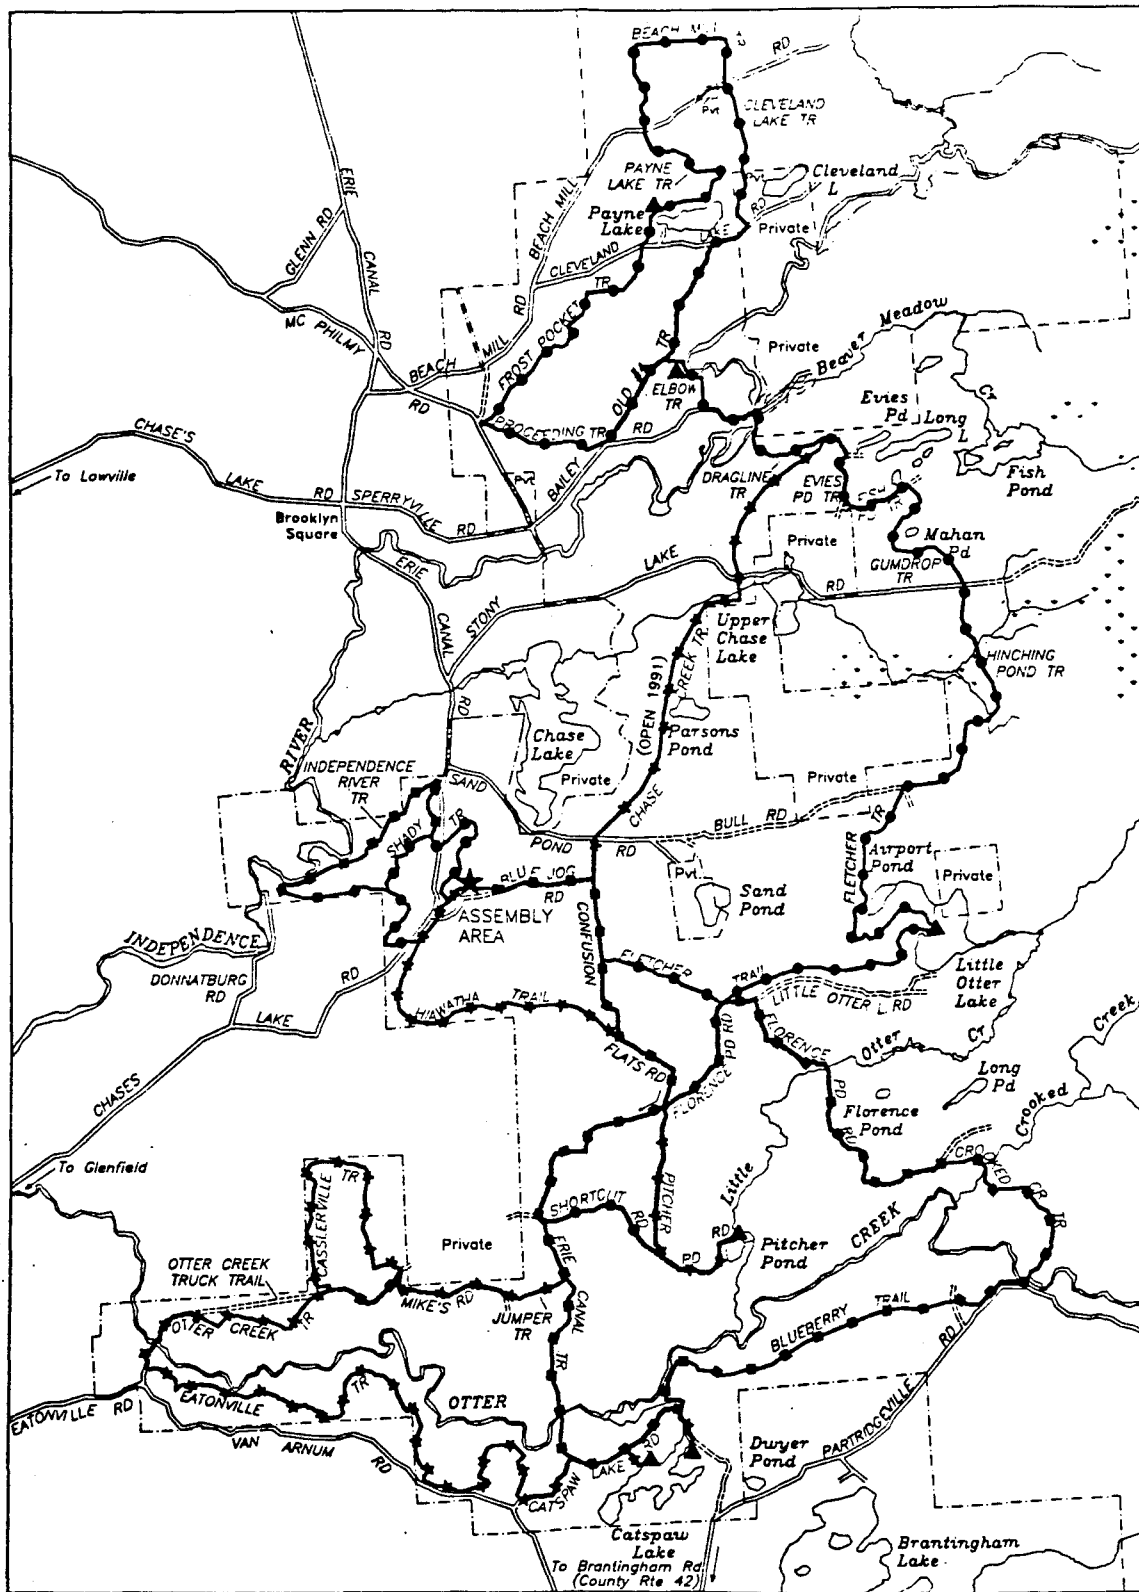 BEACH MILL
RD
ERIE
CANAL
RD
GLENN RD
MC PHILMY
RD
BEACH MILL RD
BEACH MILL
Pvt
CLEVELAND
LAKE TR
PAYNE
LAKE TR
Cleveland
L
Payne
Lake
Private
CLEVELAND LAKE RD
FROST POCKET TR
OLD
TR
PROCEEDING TR
ELBOW
TR
Private
Beaver Meadow
Cr
Evies
Pd
Long
L
Fish
Pond
CHASE'S
LAKE
RD
To Lowville
SPERRYVILLE
RD
Brooklyn
Square
Pvt
BAILEY
RD
DRAGLINE
TR
EVIES
PD TR
Mahan
Pd
Private
GUMDROP
TR
ERIE
CANAL
RD
STONY
LAKE
RD
Upper
Chase
Lake
HINCHING
POND TR
(OPEN 1991)
CHASE
CREEK TR
Parsons
Pond
Chase
Lake
Private
Private
RIVER
INDEPENDENCE
RIVER
TR
SAND
POND
RD
BULL
RD
SHADY
TR
BLUE JOG
RD
ASSEMBLY
AREA
Pvt
Sand
Pond
FLETCHER
TR
Airport
Pond
Private
INDEPENDENCE
DONNATBURG
RD
CHASES
LAKE
RD
HIAWATHA
TRAIL
CONFUSION
FLATS RD
FLETCHER
TRAIL
LITTLE OTTER L RD
Little
Otter
Lake
FLORENCE
PD
FLORENCE PD RD
Otter
Cr
Creek
Long
Pd
Crooked
Florence
Pond
CROOKED
CR
TR
To Glenfield
CASSLERVILLE
TR
Private
SHORTCUT
RD
PITCHER
PD
RD
Little
Pitcher
Pond
CREEK
OTTER CREEK
TRUCK TRAIL
ERIE
CANAL
TR
MIKE'S RD
JUMPER
TR
OTTER
CREEK
TR
BLUEBERRY
TRAIL
EATONVILLE RD
EATONVILLE
TR
OTTER
VAN ARNUM
RD
CATSPAW
LAKE
RD
Dwyer
Pond
PARTRIDGEVILLE
RD
Catspaw
Lake
To Brantingham Rd
(County Rte 42)
Brantingham
Lake